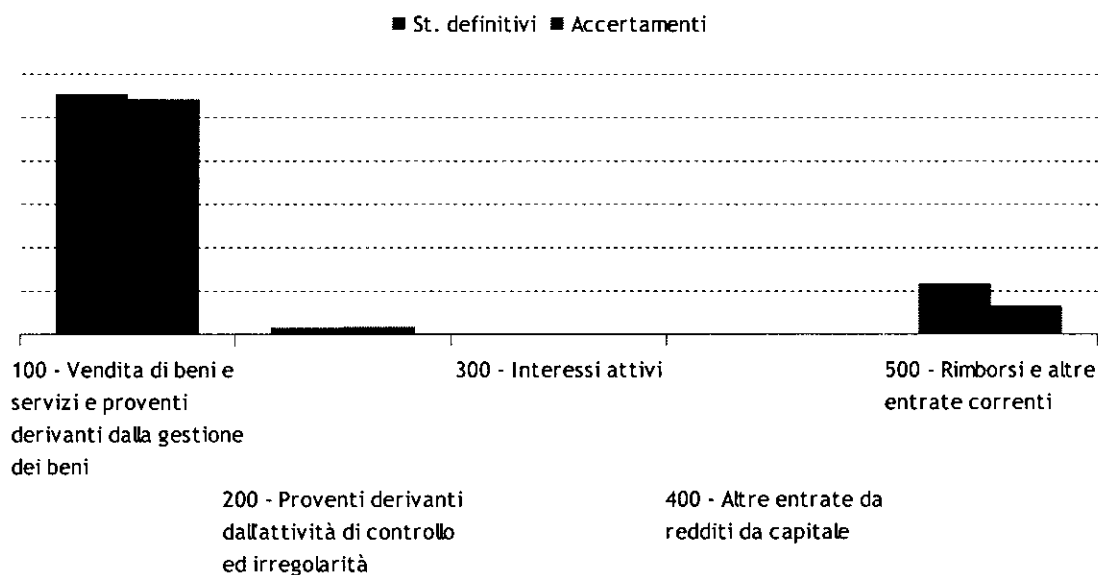 ■ St. definitivi ■ Accertamenti
100 - Vendita di beni e
servizi e proventi
derivanti dalla gestione
dei beni
200 - Proventi derivanti
dall'attività di controllo
ed irregolarità
300 - Interessi attivi
400 - Altre entrate da
redditi da capitale
500 - Rimborsi e altre
entrate correnti